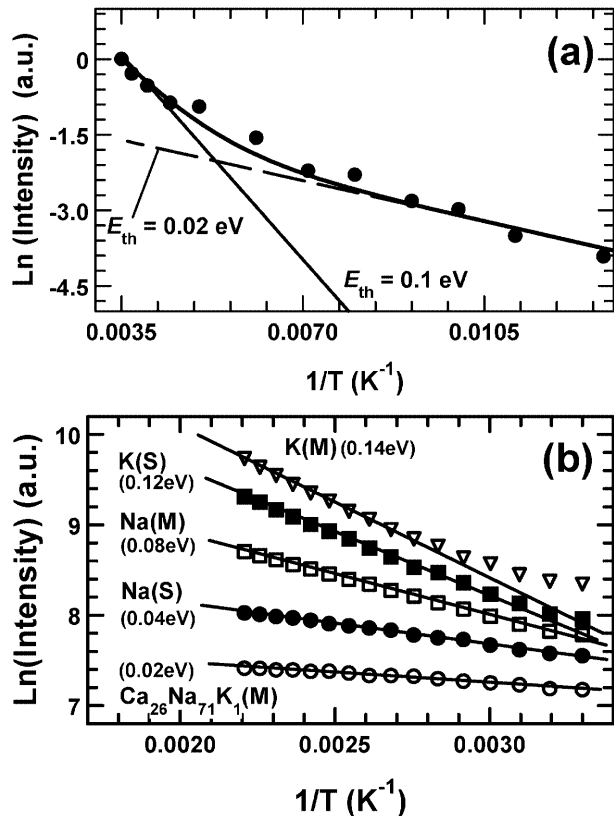 (a)
Ln (Intensity) (a.u.)
0
-1.5
-3.0
-4.5
E_th = 0.02 eV
E_th = 0.1 eV
0.0035 0.0070 0.0105
1/T (K⁻¹)
(b)
Ln(Intensity) (a.u.)
10
9
8
7
K(M) (0.14eV)
K(S)
(0.12eV)
Na(M)
(0.08eV)
Na(S)
(0.04eV)
(0.02eV)
Ca₂₆Na₇₁K₁(M)
0.0020 0.0025 0.0030
1/T (K⁻¹)